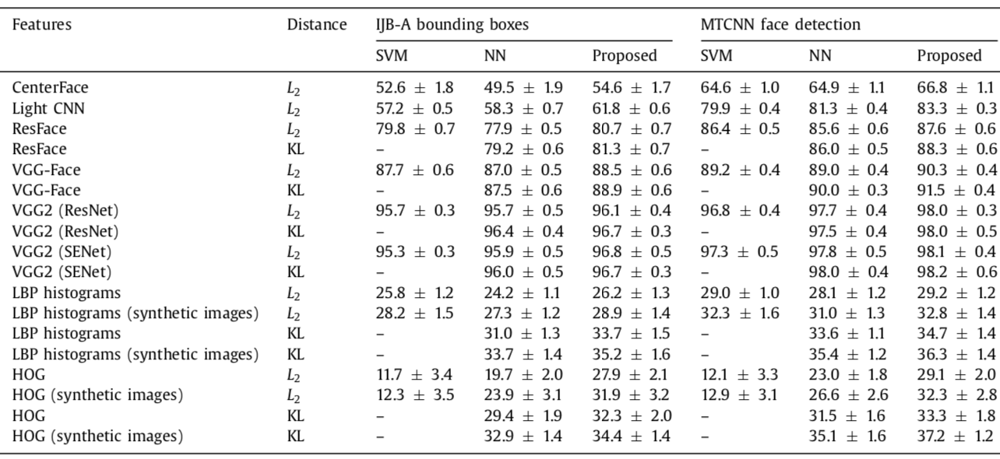 Features Distance IJB-A bounding boxes MTCNN face detection
SVM NN Proposed SVM NN Proposed
CenterFace L2 52.6 ± 1.8 49.5 ± 1.9 54.6 ± 1.7 64.6 ± 1.0 64.9 ± 1.1 66.8 ± 1.1
Light CNN L2 57.2 ± 0.5 58.3 ± 0.7 61.8 ± 0.6 79.9 ± 0.4 81.3 ± 0.4 83.3 ± 0.3
ResFace L2 79.8 ± 0.7 77.9 ± 0.5 80.7 ± 0.7 86.4 ± 0.5 85.6 ± 0.6 87.6 ± 0.6
ResFace KL – 79.2 ± 0.6 81.3 ± 0.7 – 86.0 ± 0.5 88.3 ± 0.6
VGG-Face L2 87.7 ± 0.6 87.0 ± 0.5 88.5 ± 0.6 89.2 ± 0.4 89.0 ± 0.4 90.3 ± 0.4
VGG-Face KL – 87.5 ± 0.6 88.9 ± 0.6 – 90.0 ± 0.3 91.5 ± 0.4
VGG2 (ResNet) L2 95.7 ± 0.3 95.7 ± 0.5 96.1 ± 0.4 96.8 ± 0.4 97.7 ± 0.4 98.0 ± 0.3
VGG2 (ResNet) KL – 96.4 ± 0.4 96.7 ± 0.3 – 97.5 ± 0.4 98.0 ± 0.5
VGG2 (SENet) L2 95.3 ± 0.3 95.9 ± 0.5 96.8 ± 0.5 97.3 ± 0.5 97.8 ± 0.5 98.1 ± 0.4
VGG2 (SENet) KL – 96.0 ± 0.5 96.7 ± 0.3 – 98.0 ± 0.4 98.2 ± 0.6
LBP histograms L2 25.8 ± 1.2 24.2 ± 1.1 26.2 ± 1.3 29.0 ± 1.0 28.1 ± 1.2 29.2 ± 1.2
LBP histograms (synthetic images) L2 28.2 ± 1.5 27.3 ± 1.2 28.9 ± 1.4 32.3 ± 1.6 31.0 ± 1.3 32.8 ± 1.4
LBP histograms KL – 31.0 ± 1.3 33.7 ± 1.5 – 33.6 ± 1.1 34.7 ± 1.4
LBP histograms (synthetic images) KL – 33.7 ± 1.4 35.2 ± 1.6 – 35.4 ± 1.2 36.3 ± 1.4
HOG L2 11.7 ± 3.4 19.7 ± 2.0 27.9 ± 2.1 12.1 ± 3.3 23.0 ± 1.8 29.1 ± 2.0
HOG (synthetic images) L2 12.3 ± 3.5 23.9 ± 3.1 31.9 ± 3.2 12.9 ± 3.1 26.6 ± 2.6 32.3 ± 2.8
HOG KL – 29.4 ± 1.9 32.3 ± 2.0 – 31.5 ± 1.6 33.3 ± 1.8
HOG (synthetic images) KL – 32.9 ± 1.4 34.4 ± 1.4 – 35.1 ± 1.6 37.2 ± 1.2